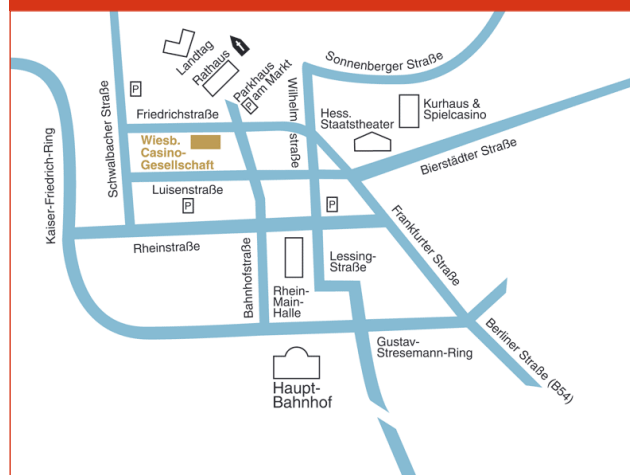 Landtag
Rathaus
Parkhaus
am Markt
P
Sonnenberger Straße
Wilhelmstraße
Hess.
Staatstheater
Kurhaus &
Spielcasino
Bierstädter Straße
P
Schwalbacher Straße
Friedrichstraße
Wiesb.
Casino-
Gesellschaft
Luisenstraße
P
P
Kaiser-Friedrich-Ring
Rheinstraße
Bahnhofstraße
Rhein-
Main-
Halle
Lessing-
Straße
Frankfurter Straße
Gustav-
Stresemann-Ring
Berliner Straße (B54)
Haupt-
Bahnhof